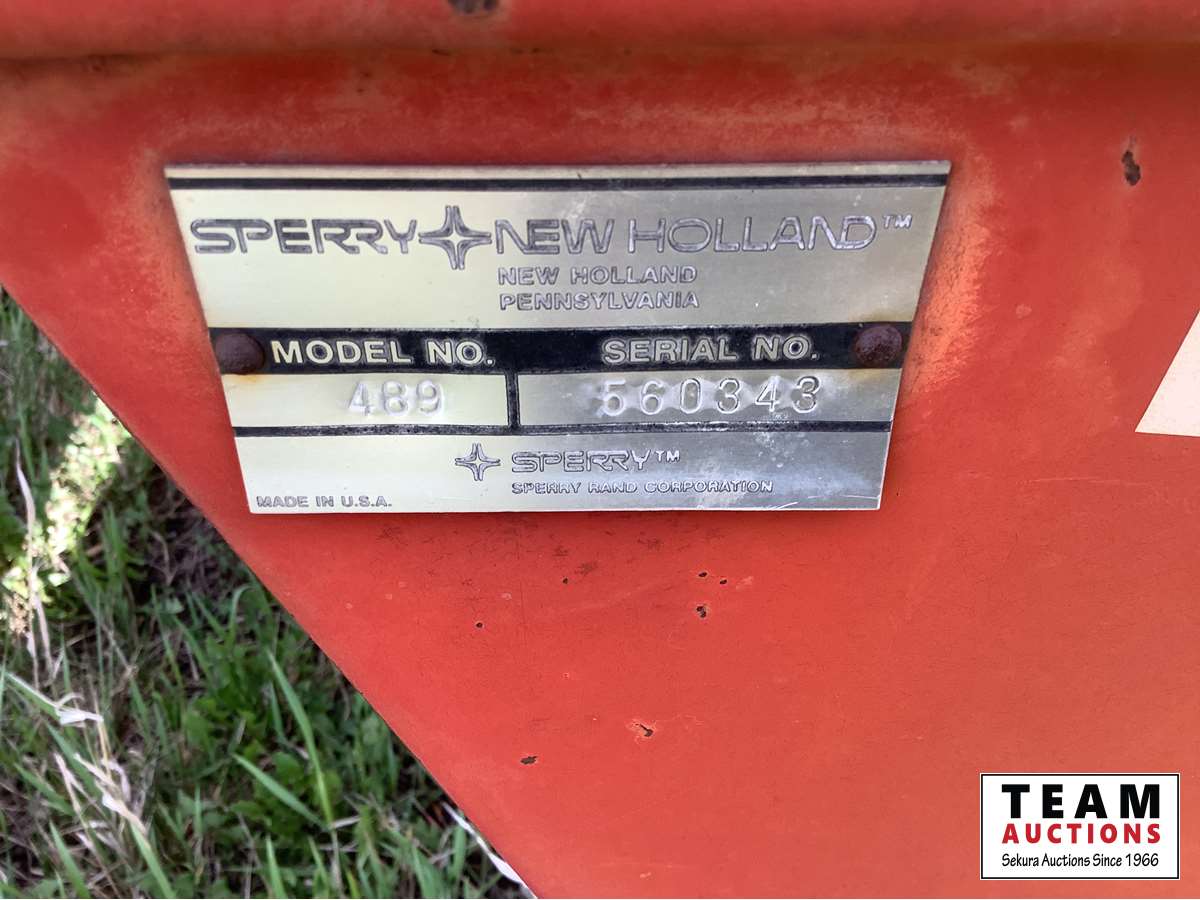 SPERRY NEW HOLLAND™
NEW HOLLAND
PENNSYLVANIA
MODEL NO. SERIAL NO.
489 560343
SPERRY™
SPERRY RAND CORPORATION
MADE IN U.S.A.
TEAM
AUCTIONS
Sekura Auctions Since 1966